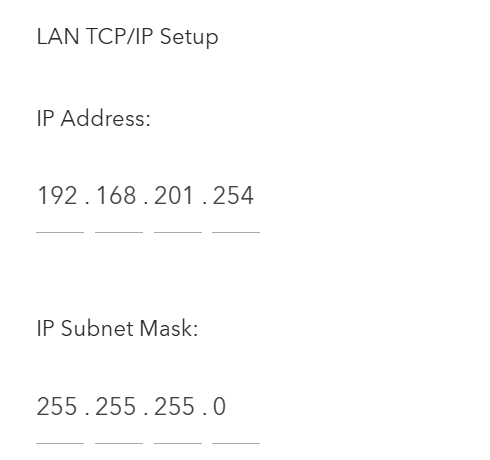 LAN TCP/IP Setup
IP Address:
192 . 168 . 201 . 254
IP Subnet Mask:
255 . 255 . 255 . 0